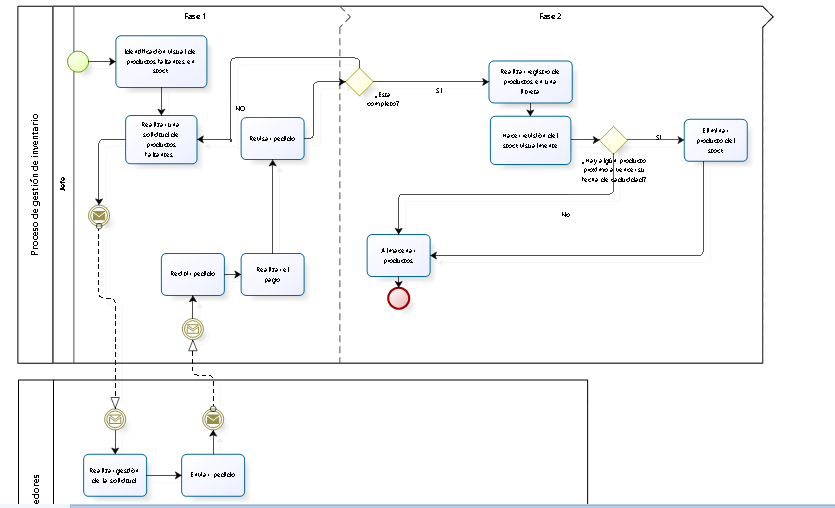 Fase 1
Fase 2
Proceso de gestión de inventario
Jefe
Identificación visual de
productos faltantes en
stock
Realizar una
solicitud de
productos
faltantes
NO
Revisar pedido
¿Esta
completo?
SI
Realizar registro de
productos en una
libreta
Hacer revisión del
stock visualmente
¿Hay algún producto
próximo a vencer su
fecha de caducidad?
SI
Eliminar
producto del
stock
No
Almacenar
productos
Recibir pedido
Realizar el
pago
edores
Realizar gestión
de la solicitud
Enviar pedido